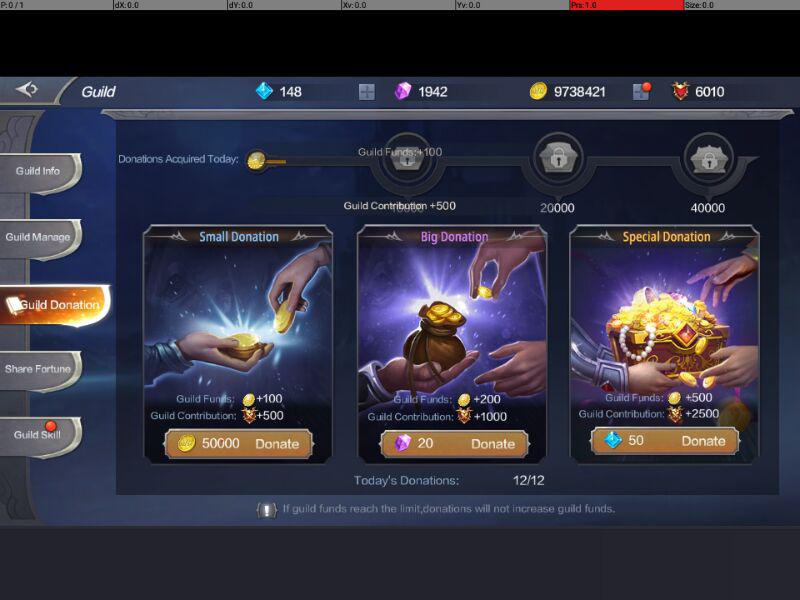 P: 0 / 1 dX: 0.0 dY: 0.0 Xv: 0.0 Yv: 0.0 Prs: 1.0 Size: 0.0
Guild 148 1942 9738421 6010
Donations Acquired Today:
Guild Funds:+100
Guild Contribution +500
20000 40000
Guild Info
Guild Manage
Guild Donation
Share Fortune
Guild Skill
Small Donation
Guild Funds: +100
Guild Contribution: +500
50000 Donate
Big Donation
Guild Funds: +200
Guild Contribution: +1000
20 Donate
Special Donation
Guild Funds: +500
Guild Contribution: +2500
50 Donate
Today's Donations: 12/12
If guild funds reach the limit,donations will not increase guild funds.